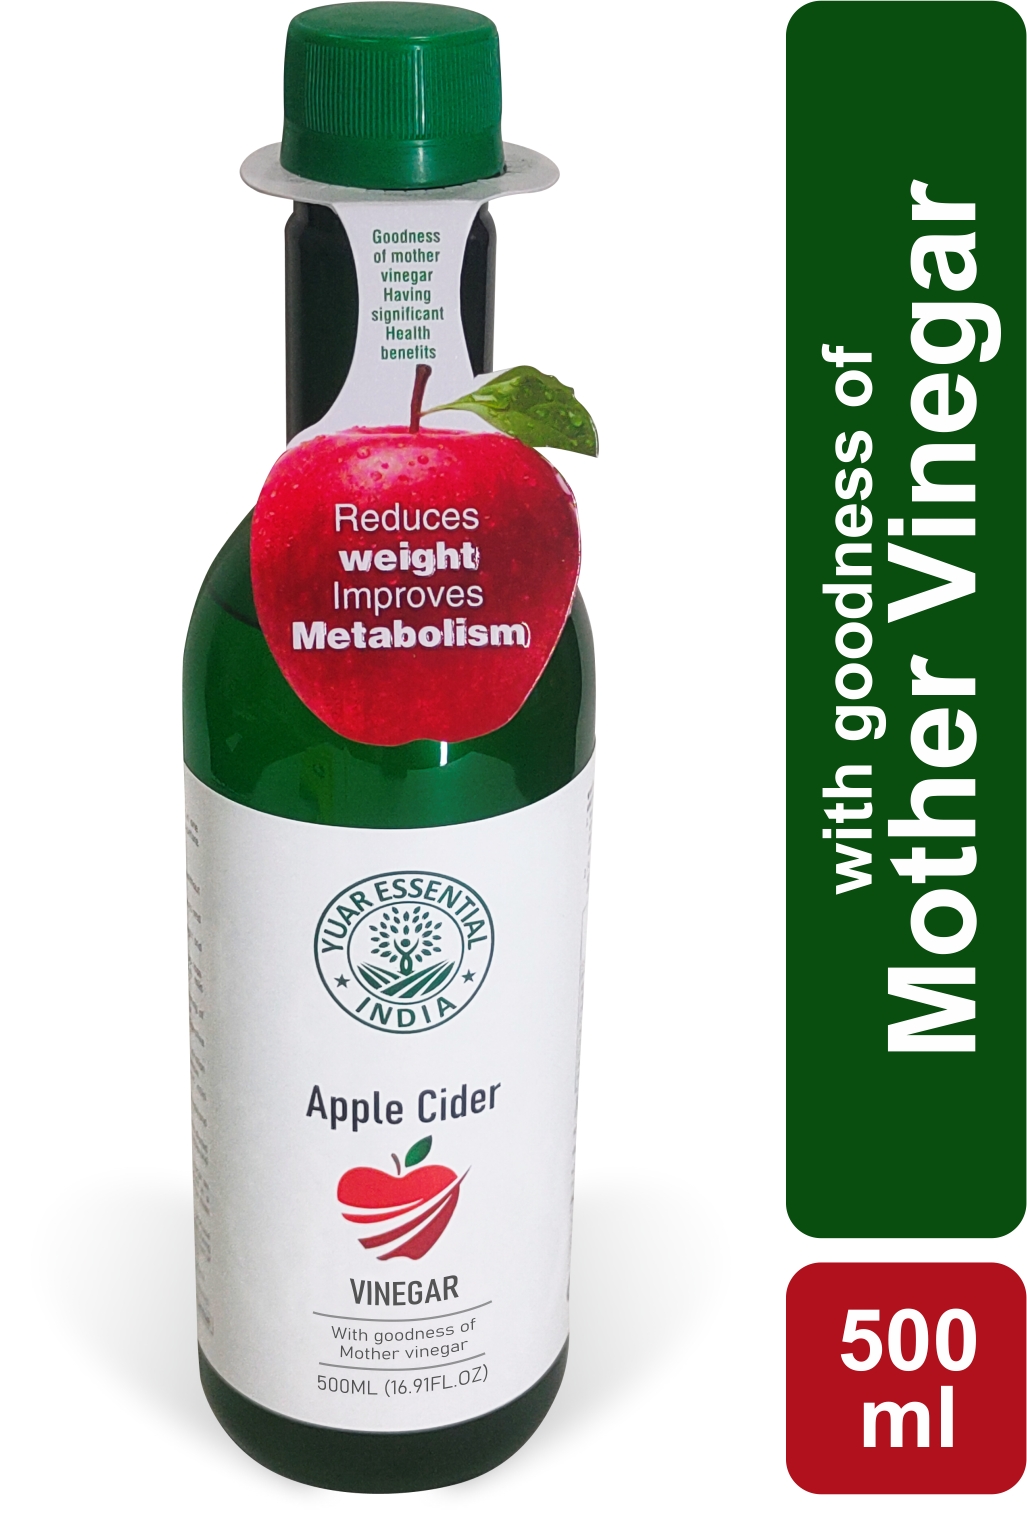 Goodness
of mother
vinegar
Having
significant
Health
benefits
Reduces
weight
Improves
Metabolism
YUAR ESSENTIAL
INDIA
Apple Cider
VINEGAR
With goodness of
Mother vinegar
500ML (16.91FL.OZ)
with goodness of
Mother Vinegar
500
ml